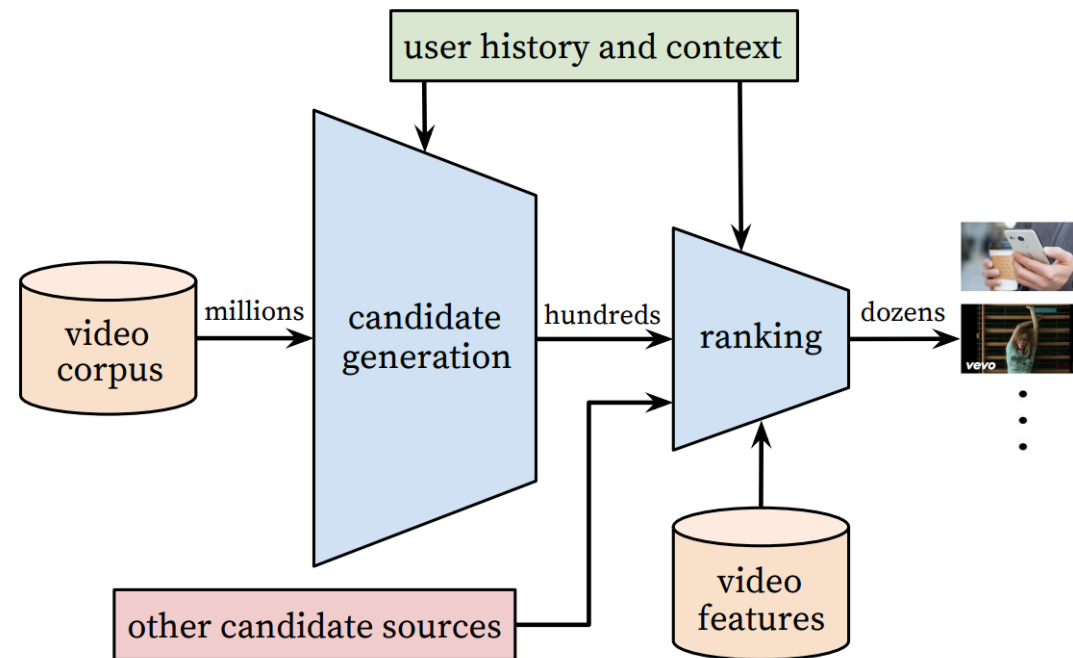 user history and context
millions
video
corpus
candidate
generation
hundreds
ranking
dozens
vevo
other candidate sources
video
features